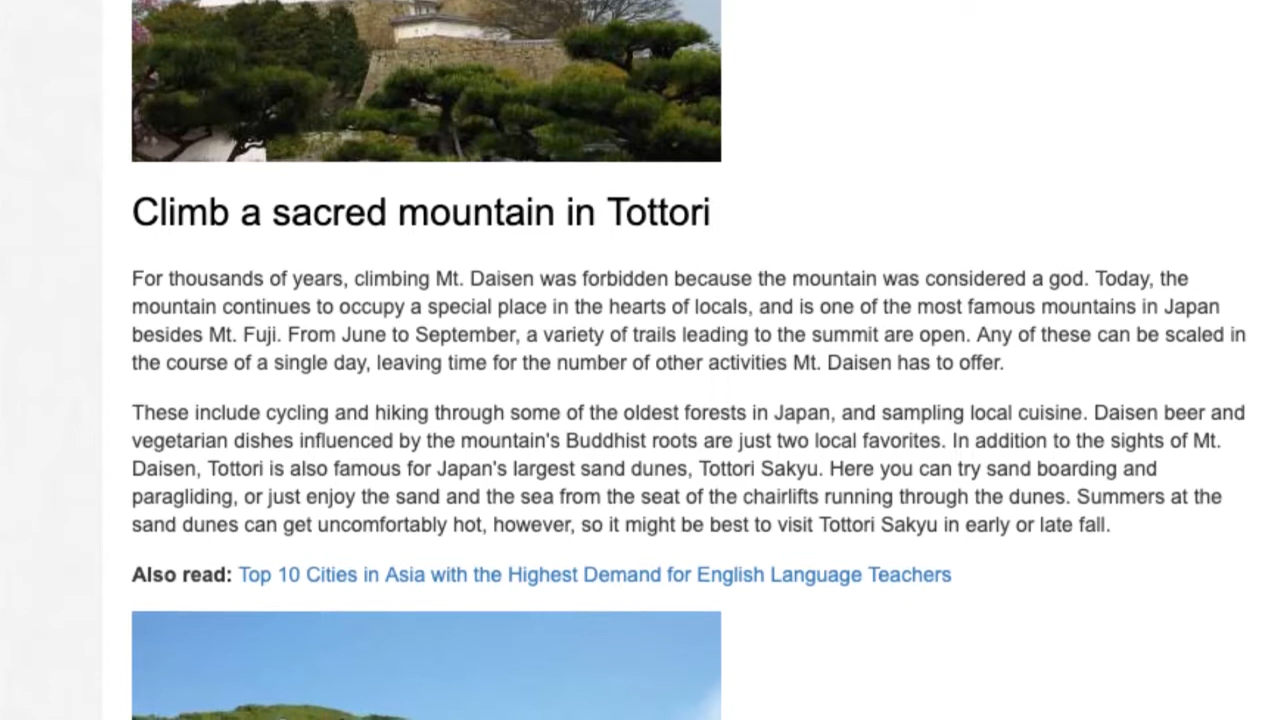 Climb a sacred mountain in Tottori
For thousands of years, climbing Mt. Daisen was forbidden because the mountain was considered a god. Today, the
mountain continues to occupy a special place in the hearts of locals, and is one of the most famous mountains in Japan
besides Mt. Fuji. From June to September, a variety of trails leading to the summit are open. Any of these can be scaled in
the course of a single day, leaving time for the number of other activities Mt. Daisen has to offer.
These include cycling and hiking through some of the oldest forests in Japan, and sampling local cuisine. Daisen beer and
vegetarian dishes influenced by the mountain's Buddhist roots are just two local favorites. In addition to the sights of Mt.
Daisen, Tottori is also famous for Japan's largest sand dunes, Tottori Sakyu. Here you can try sand boarding and
paragliding, or just enjoy the sand and the sea from the seat of the chairlifts running through the dunes. Summers at the
sand dunes can get uncomfortably hot, however, so it might be best to visit Tottori Sakyu in early or late fall.
Also read: Top 10 Cities in Asia with the Highest Demand for English Language Teachers